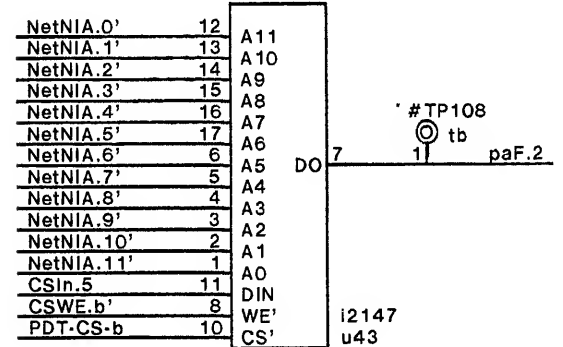 NetNIA.0' 12 A11
NetNIA.1' 13 A10
NetNIA.2' 14 A9
NetNIA.3' 15 A8
NetNIA.4' 16 A7
NetNIA.5' 17 A6
NetNIA.6' 6 A5
NetNIA.7' 5 A4
NetNIA.8' 4 A3
NetNIA.9' 3 A2
NetNIA.10' 2 A1
NetNIA.11' 1 A0
CSIn.5 11 DIN
CSWE.b' 8 WE'
PDT-CS-b 10 CS'
DO 7 1 paF.2
#TP108
tb
i2147
u43